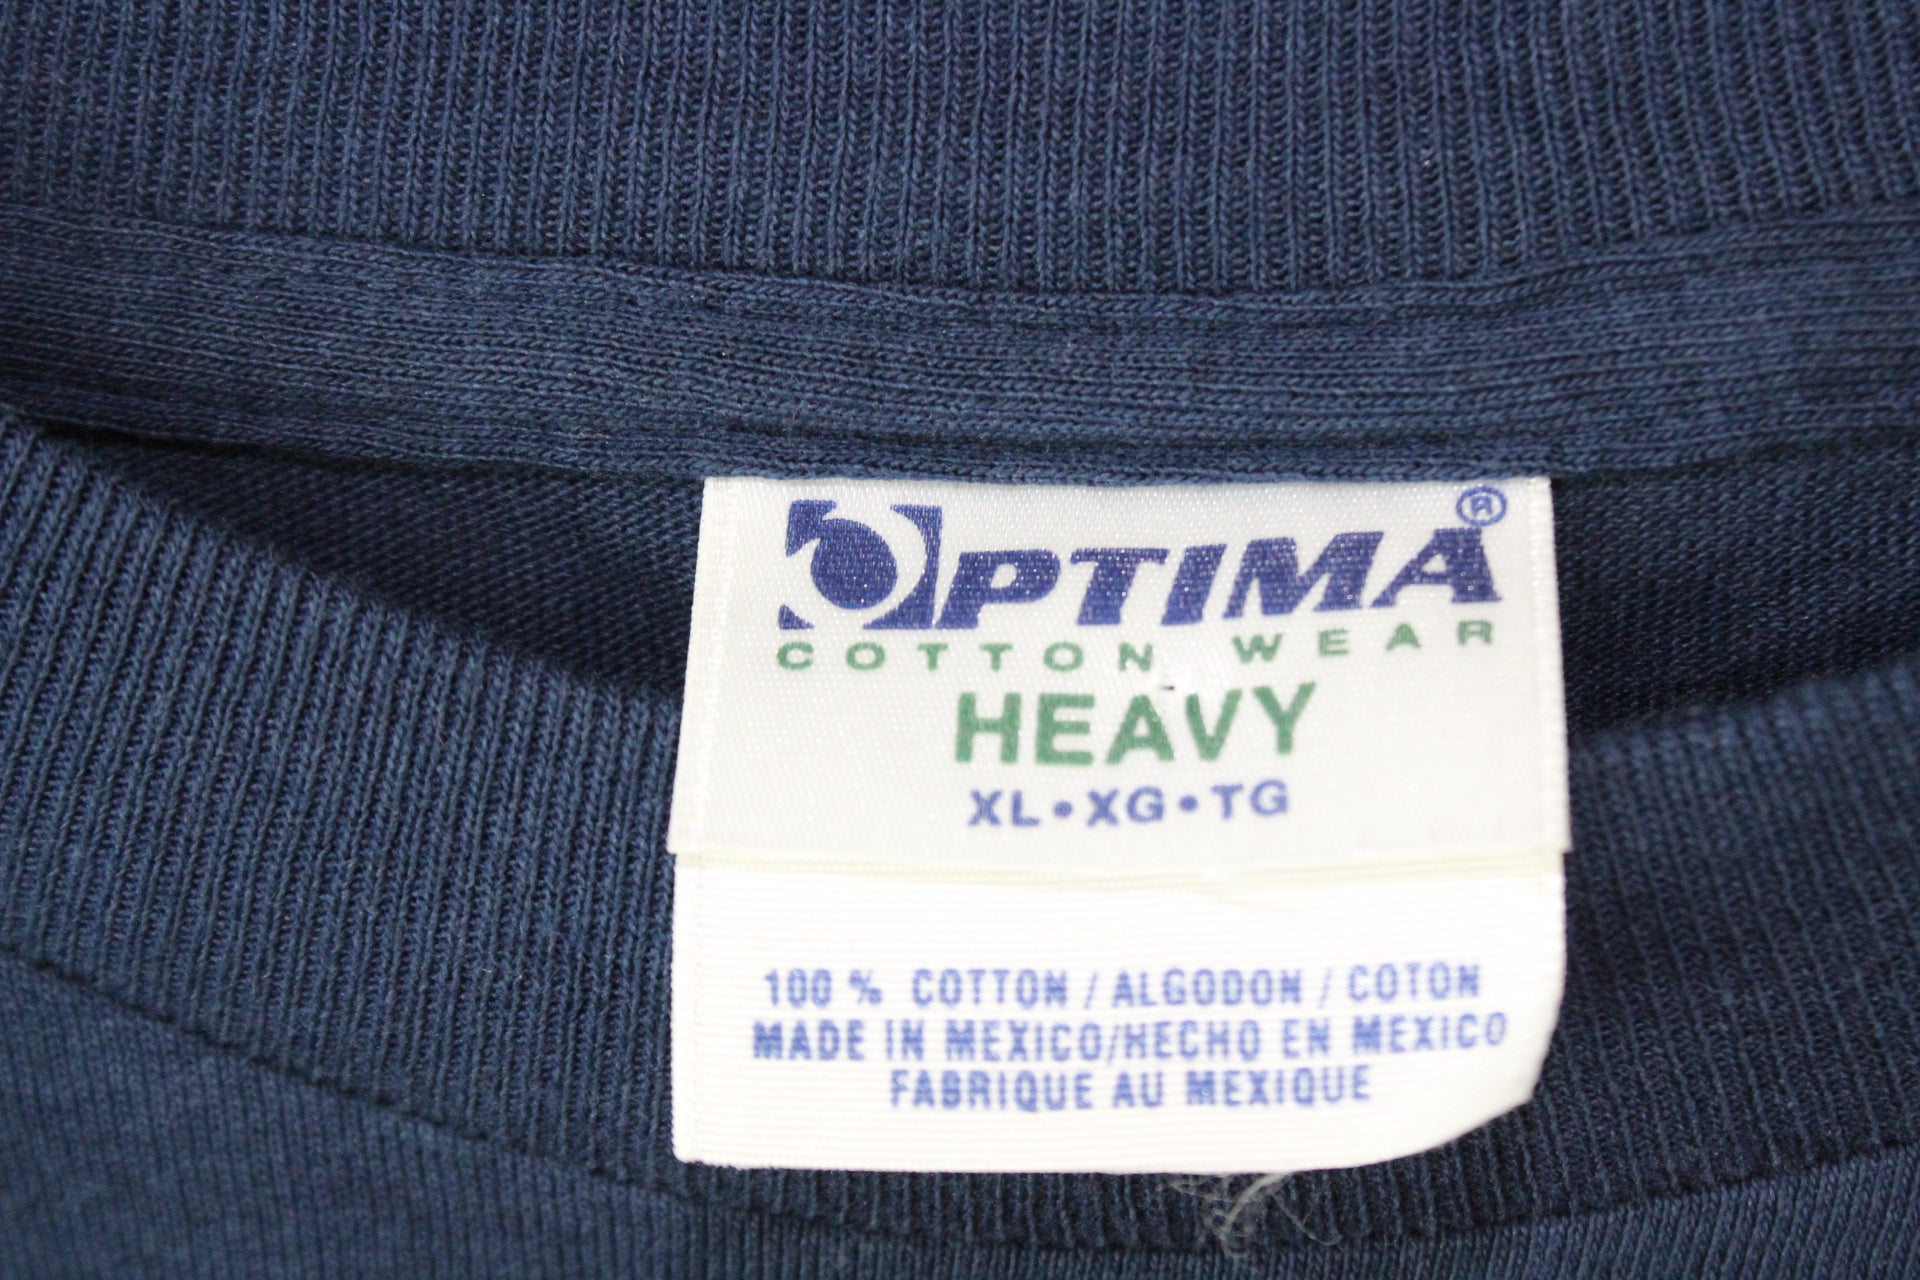 OPTIMA®
COTTON WEAR
HEAVY
XL•XG•TG
100 % COTTON / ALGODON / COTON
MADE IN MEXICO/HECHO EN MEXICO
FABRIQUE AU MEXIQUE